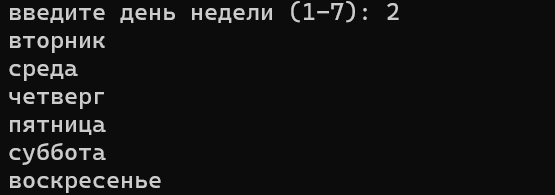 введите день недели (1–7): 2
вторник
среда
четверг
пятница
суббота
воскресенье